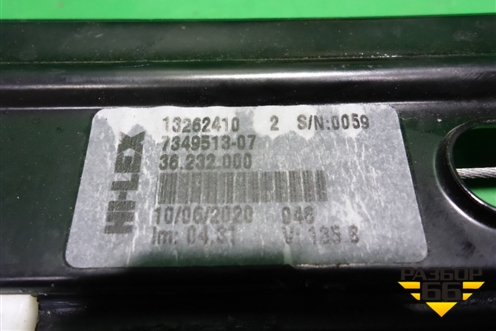 HI-LEX
13262410 2 S/N:0059
7349513-07
36.232.000
10/06/2020 046
Im: 04.31 V: 135 8
РАЗБОР
66